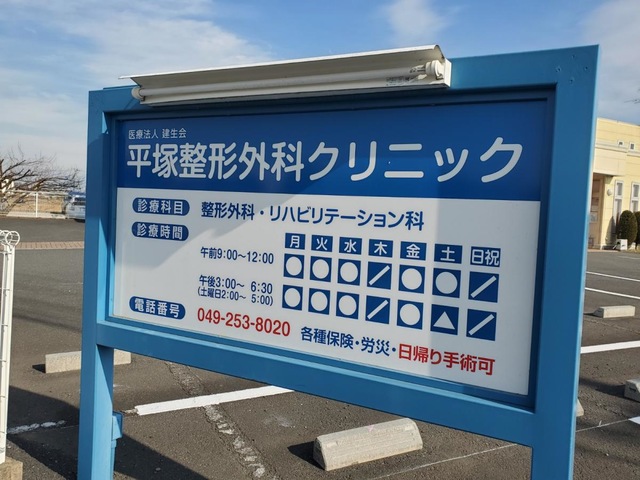 医療法人 建生会
平塚整形外科クリニック
診療科目 整形外科・リハビリテーション科
診療時間 月 火 水 木 金 土 日祝
午前9:00〜12:00 ○ ○ ○ / ○ ○ /
午後3:00〜 6:30 ○ ○ ○ / ○ △ /
(土曜日2:00〜 5:00)
電話番号 049-253-8020 各種保険・労災・日帰り手術可